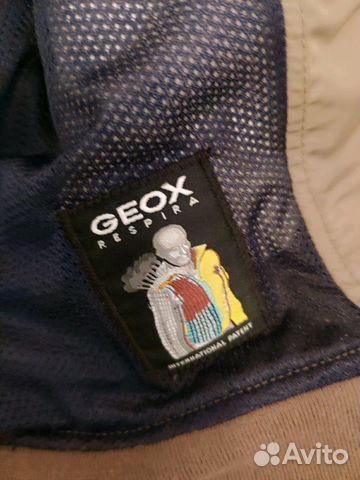 GEOX
RESPIRA
INTERNATIONAL PATENT
Avito